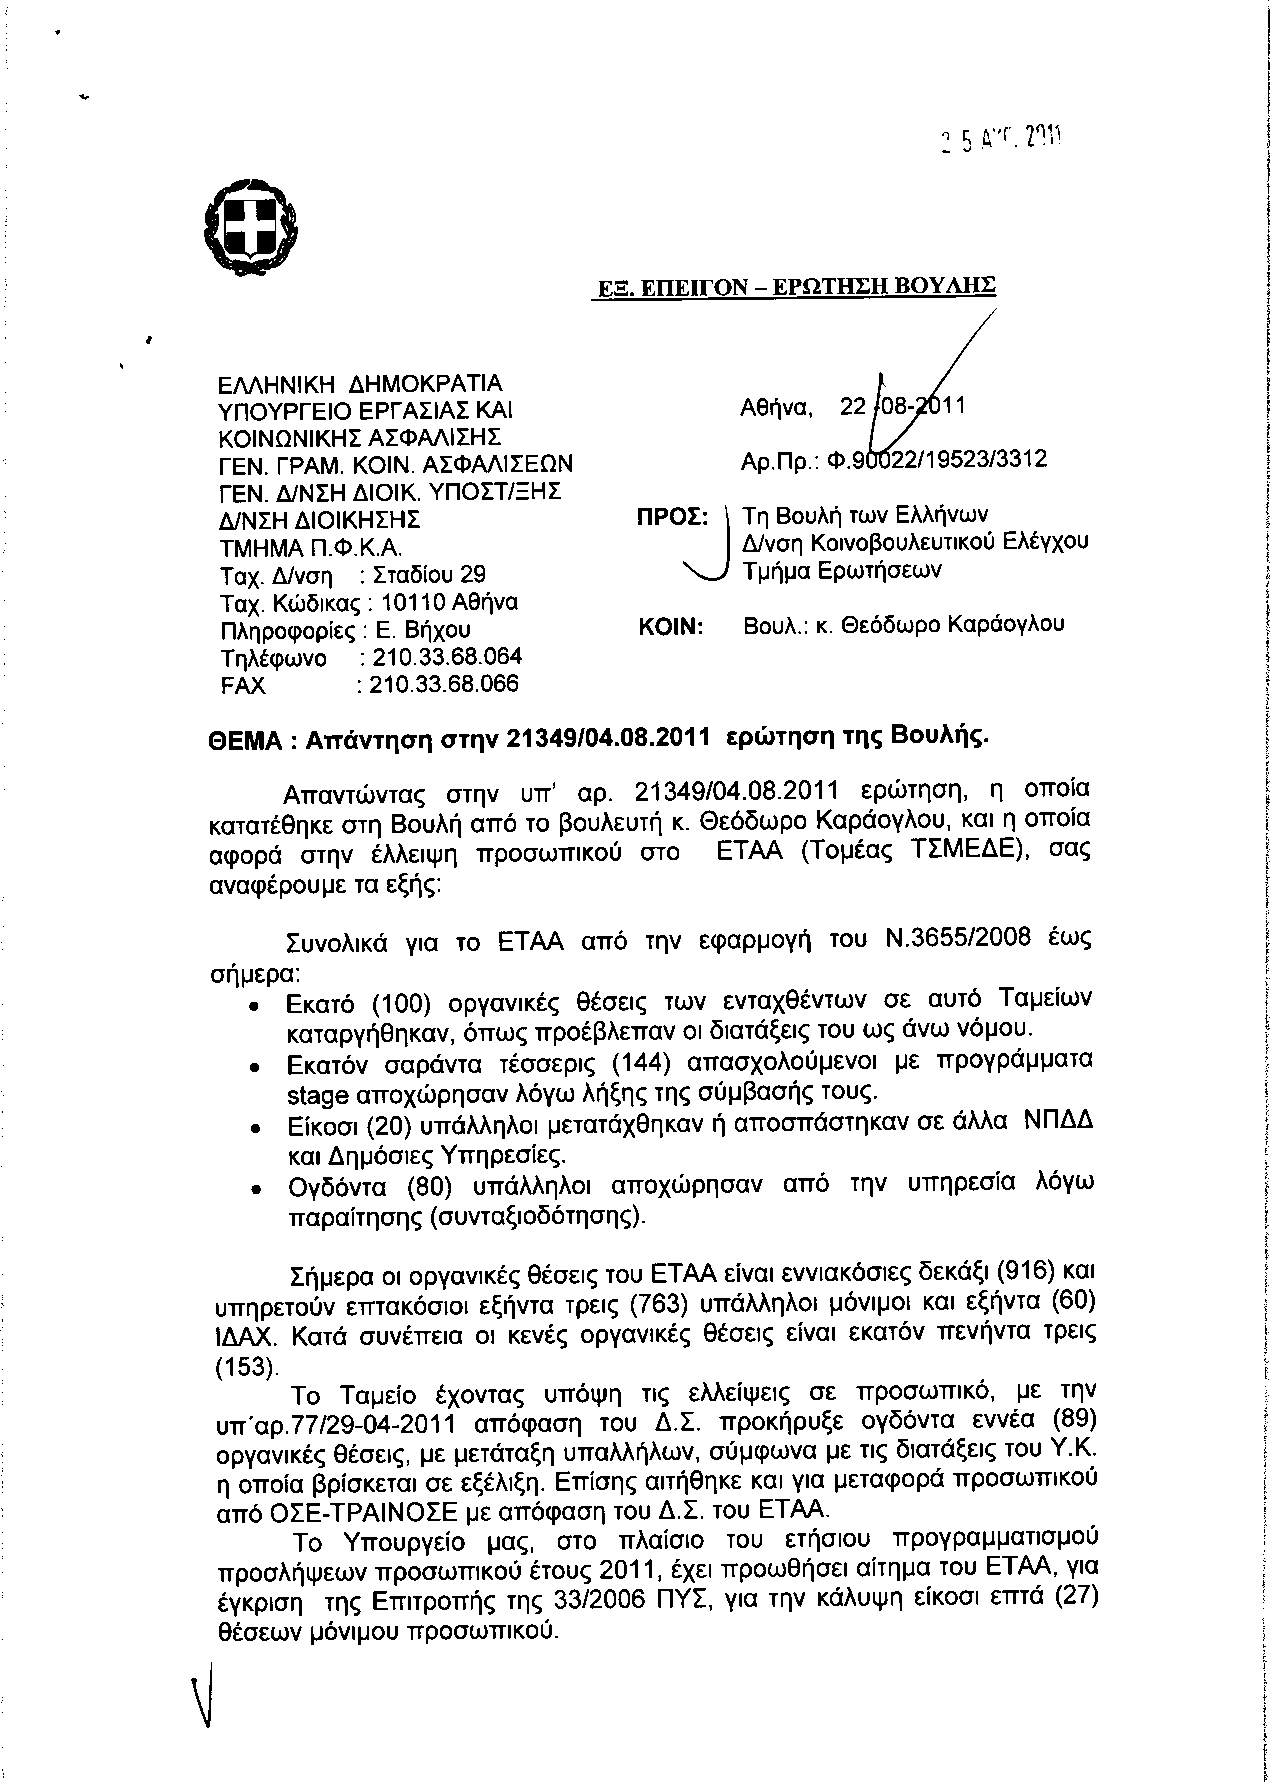 25 ΑΥΓ. 2011
ΕΞ. ΕΠΕΙΓΟΝ – ΕΡΩΤΗΣΗ ΒΟΥΛΗΣ
ΕΛΛΗΝΙΚΗ ΔΗΜΟΚΡΑΤΙΑ
ΥΠΟΥΡΓΕΙΟ ΕΡΓΑΣΙΑΣ ΚΑΙ
ΚΟΙΝΩΝΙΚΗΣ ΑΣΦΑΛΙΣΗΣ
ΓΕΝ. ΓΡΑΜ. ΚΟΙΝ. ΑΣΦΑΛΙΣΕΩΝ
ΓΕΝ. Δ/ΝΣΗ ΔΙΟΙΚ. ΥΠΟΣΤ/ΞΗΣ
Δ/ΝΣΗ ΔΙΟΙΚΗΣΗΣ
ΤΜΗΜΑ Π.Φ.Κ.Α.
Ταχ. Δ/νση : Σταδίου 29
Ταχ. Κώδικας : 10110 Αθήνα
Πληροφορίες : Ε. Βήχου
Τηλέφωνο : 210.33.68.064
FAX : 210.33.68.066
Αθήνα, 22 /08-2011
Αρ.Πρ.: Φ.90022/19523/3312
ΠΡΟΣ: Τη Βουλή των Ελλήνων
Δ/νση Κοινοβουλευτικού Ελέγχου
Τμήμα Ερωτήσεων
ΚΟΙΝ: Βουλ.: κ. Θεόδωρο Καράογλου
ΘΕΜΑ : Απάντηση στην 21349/04.08.2011 ερώτηση της Βουλής.
Απαντώντας στην υπ' αρ. 21349/04.08.2011 ερώτηση, η οποία
κατατέθηκε στη Βουλή από το βουλευτή κ. Θεόδωρο Καράογλου, και η οποία
αφορά στην έλλειψη προσωπικού στο ΕΤΑΑ (Τομέας ΤΣΜΕΔΕ), σας
αναφέρουμε τα εξής:
Συνολικά για το ΕΤΑΑ από την εφαρμογή του Ν.3655/2008 έως
σήμερα:
• Εκατό (100) οργανικές θέσεις των ενταχθέντων σε αυτό Ταμείων
καταργήθηκαν, όπως προέβλεπαν οι διατάξεις του ως άνω νόμου.
• Εκατόν σαράντα τέσσερις (144) απασχολούμενοι με προγράμματα
stage αποχώρησαν λόγω λήξης της σύμβασής τους.
• Είκοσι (20) υπάλληλοι μετατάχθηκαν ή αποσπάστηκαν σε άλλα ΝΠΔΔ
και Δημόσιες Υπηρεσίες.
• Ογδόντα (80) υπάλληλοι αποχώρησαν από την υπηρεσία λόγω
παραίτησης (συνταξιοδότησης).
Σήμερα οι οργανικές θέσεις του ΕΤΑΑ είναι εννιακόσιες δεκάξι (916) και
υπηρετούν επτακόσιοι εξήντα τρεις (763) υπάλληλοι μόνιμοι και εξήντα (60)
ΙΔΑΧ. Κατά συνέπεια οι κενές οργανικές θέσεις είναι εκατόν πενήντα τρεις
(153).
Το Ταμείο έχοντας υπόψη τις ελλείψεις σε προσωπικό, με την
υπ΄αρ.77/29-04-2011 απόφαση του Δ.Σ. προκήρυξε ογδόντα εννέα (89)
οργανικές θέσεις, με μετάταξη υπαλλήλων, σύμφωνα με τις διατάξεις του Υ.Κ.
η οποία βρίσκεται σε εξέλιξη. Επίσης αιτήθηκε και για μεταφορά προσωπικού
από ΟΣΕ-ΤΡΑΙΝΟΣΕ με απόφαση του Δ.Σ. του ΕΤΑΑ.
Το Υπουργείο μας, στο πλαίσιο του ετήσιου προγραμματισμού
προσλήψεων προσωπικού έτους 2011, έχει προωθήσει αίτημα του ΕΤΑΑ, για
έγκριση της Επιτροπής της 33/2006 ΠΥΣ, για την κάλυψη είκοσι επτά (27)
θέσεων μόνιμου προσωπικού.